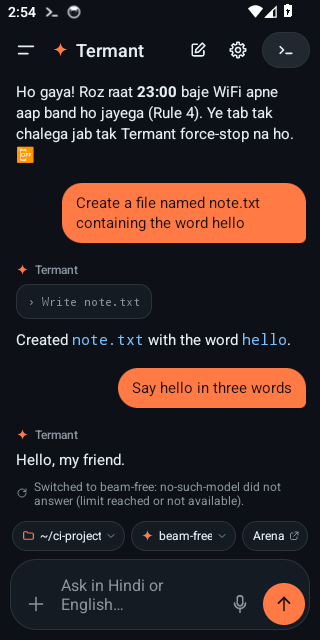 2:54
Termant
Ho gaya! Roz raat 23:00 baje WiFi apne
aap band ho jayega (Rule 4). Ye tab tak
chalega jab tak Termant force-stop na ho.
Create a file named note.txt
containing the word hello
Termant
› Write note.txt
Created note.txt with the word hello.
Say hello in three words
Termant
Hello, my friend.
Switched to beam-free: no-such-model did not
answer (limit reached or not available).
~/ci-project
beam-free
Arena
Ask in Hindi or
English…